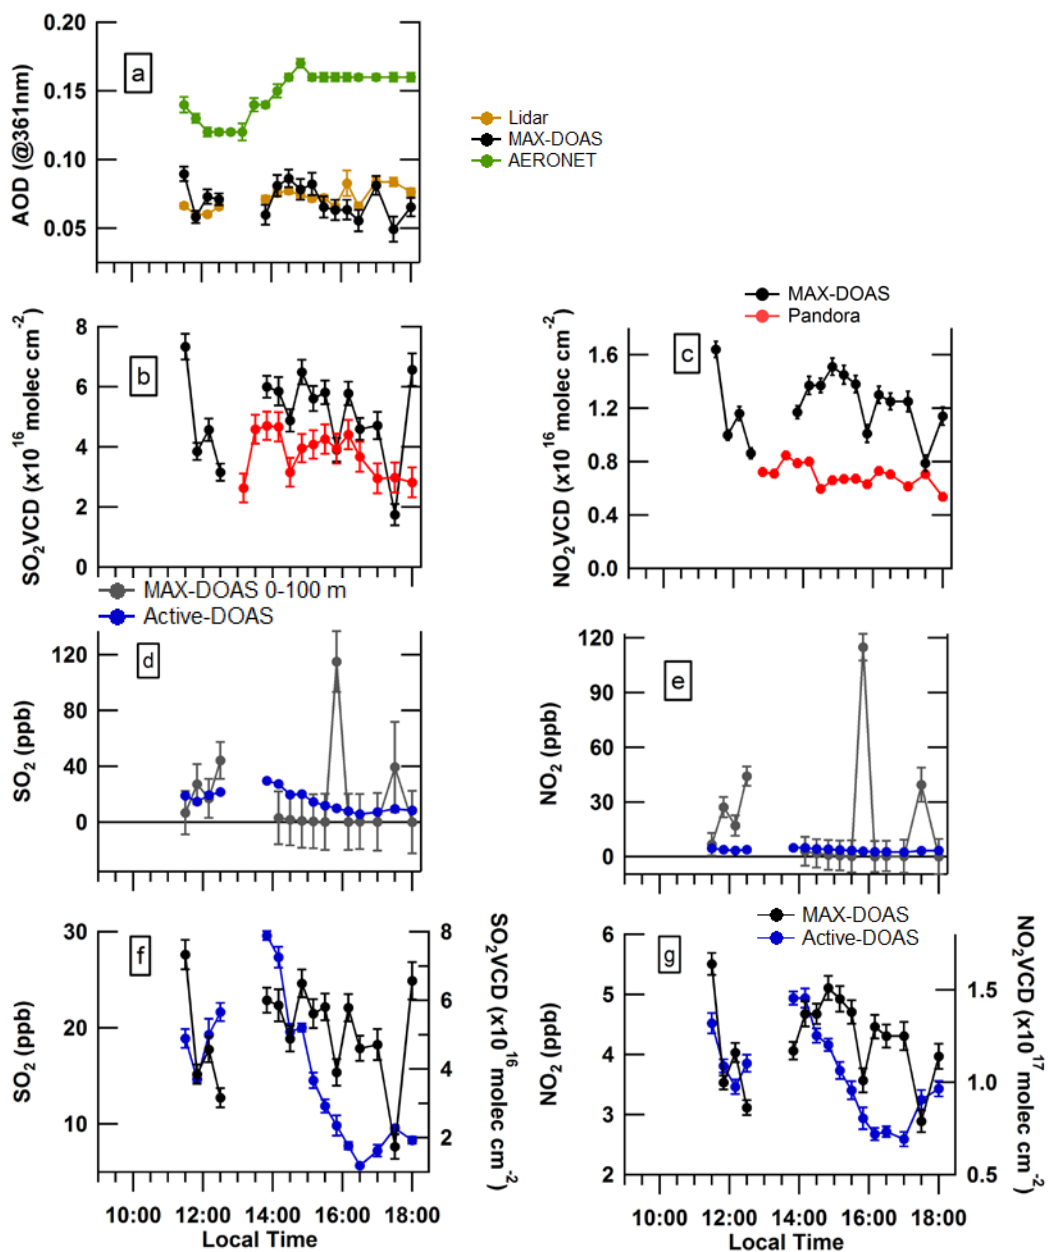 0.20
0.15
0.10
0.05
AOD (@361nm)
a
Lidar
MAX-DOAS
AERONET
8
6
4
2
0
SO2VCD (x10^16 molec cm^-2)
b
MAX-DOAS
Pandora
1.6
1.2
0.8
0.4
0.0
NO2VCD (x10^16 molec cm^-2)
c
MAX-DOAS 0-100 m
Active-DOAS
120
80
40
0
SO2 (ppb)
d
120
90
60
30
0
NO2 (ppb)
e
30
20
10
SO2 (ppb)
f
8
6
4
2
SO2VCD (x10^16 molec cm^-2)
10:00 12:00 14:00 16:00 18:00
Local Time
MAX-DOAS
Active-DOAS
6
5
4
3
2
NO2 (ppb)
g
1.5
1.0
0.5
NO2VCD (x10^17 molec cm^-2)
10:00 12:00 14:00 16:00 18:00
Local Time